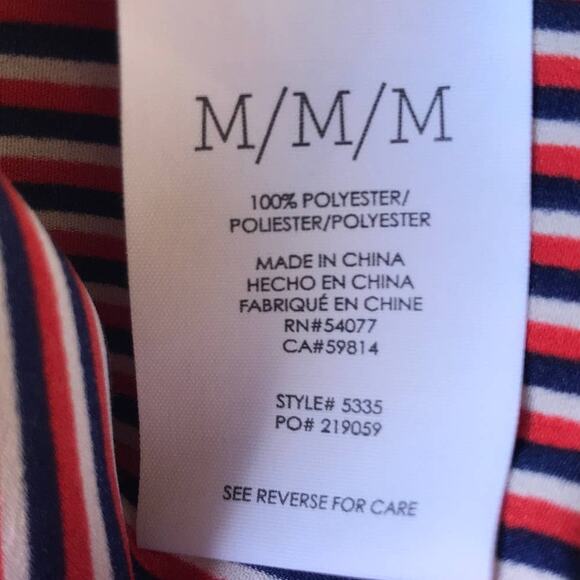 M/M/M
100% POLYESTER/
POLIESTER/POLYESTER
MADE IN CHINA
HECHO EN CHINA
FABRIQUÉ EN CHINE
RN#54077
CA#59814
STYLE# 5335
PO# 219059
SEE REVERSE FOR CARE